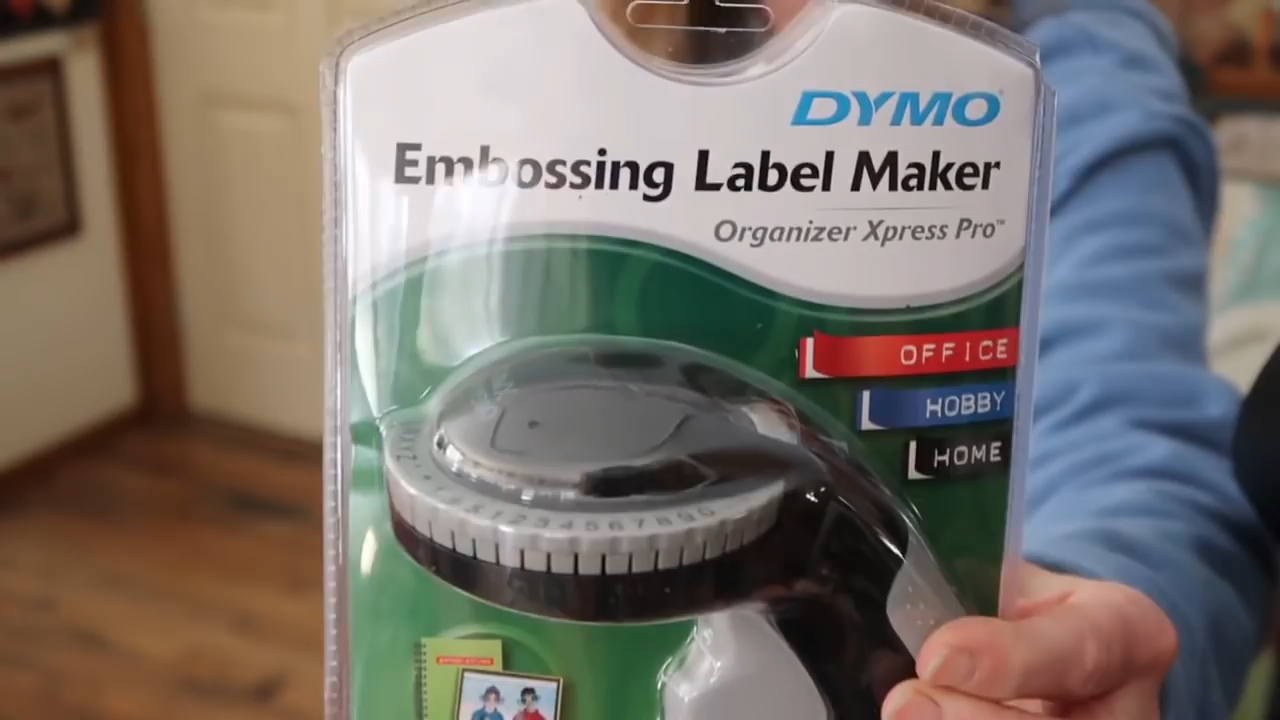 DYMO
Embossing Label Maker
Organizer Xpress Pro™
OFFICE
HOBBY
HOME
1234567890